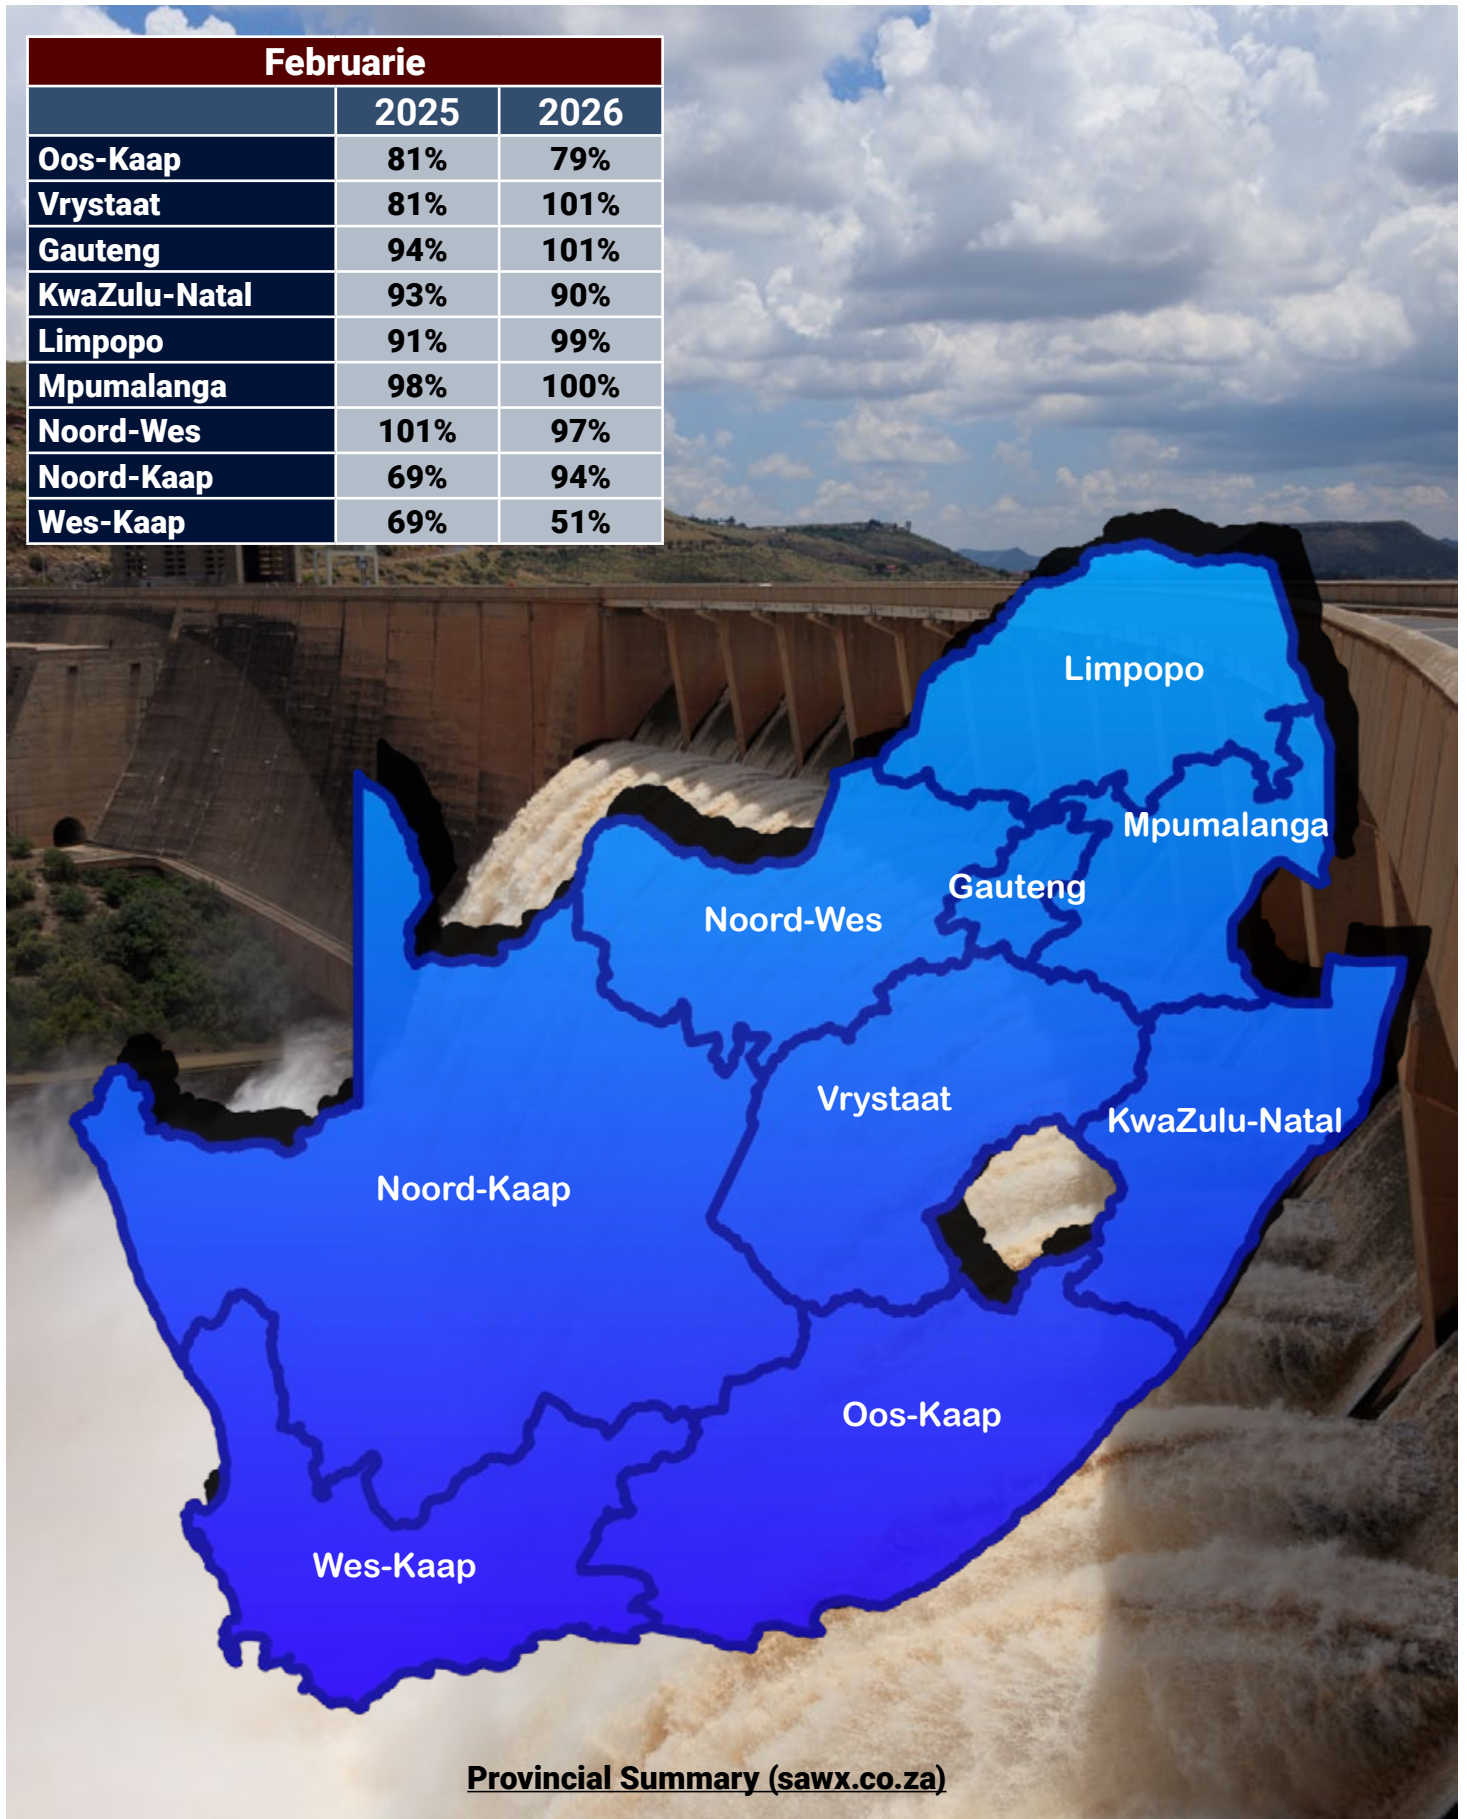 Februarie
2025 2026
Oos-Kaap 81% 79%
Vrystaat 81% 101%
Gauteng 94% 101%
KwaZulu-Natal 93% 90%
Limpopo 91% 99%
Mpumalanga 98% 100%
Noord-Wes 101% 97%
Noord-Kaap 69% 94%
Wes-Kaap 69% 51%
Limpopo
Mpumalanga
Gauteng
Noord-Wes
Vrystaat
KwaZulu-Natal
Noord-Kaap
Oos-Kaap
Wes-Kaap
Provincial Summary (sawx.co.za)